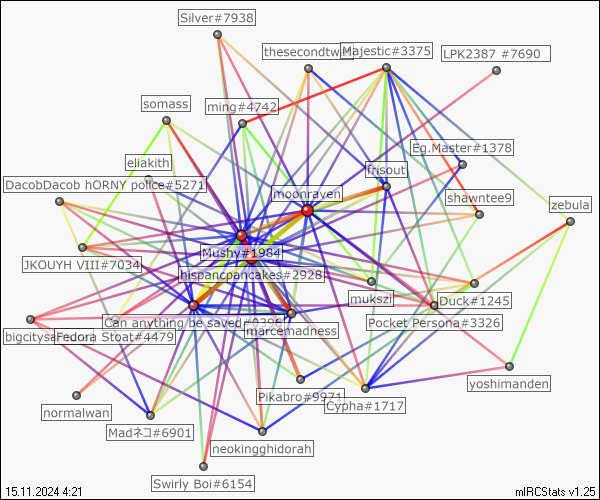 Silver#7938
thesecondtwin
Majestic#3375
LPK2387 #7690
somass
ming#4742
Eg.Master#1378
eliakith
frisout
DacobDacob hORNY police#5271
moonraven
shawntee9
zebula
Mushy#1984
JKOUYH VIII#7034
hispancpancakes#2928
mukszi
Duck#1245
Can anything be saved#0396
Pocket Persona#3326
bigcitysa
Fedora Stoat#4479
marcemadness
yoshimanden
Pikabro#9971
normalwan
Cypha#1717
Madネコ#6901
neokingghidorah
Swirly Boi#6154
15.11.2024 4:21
mIRCStats v1.25